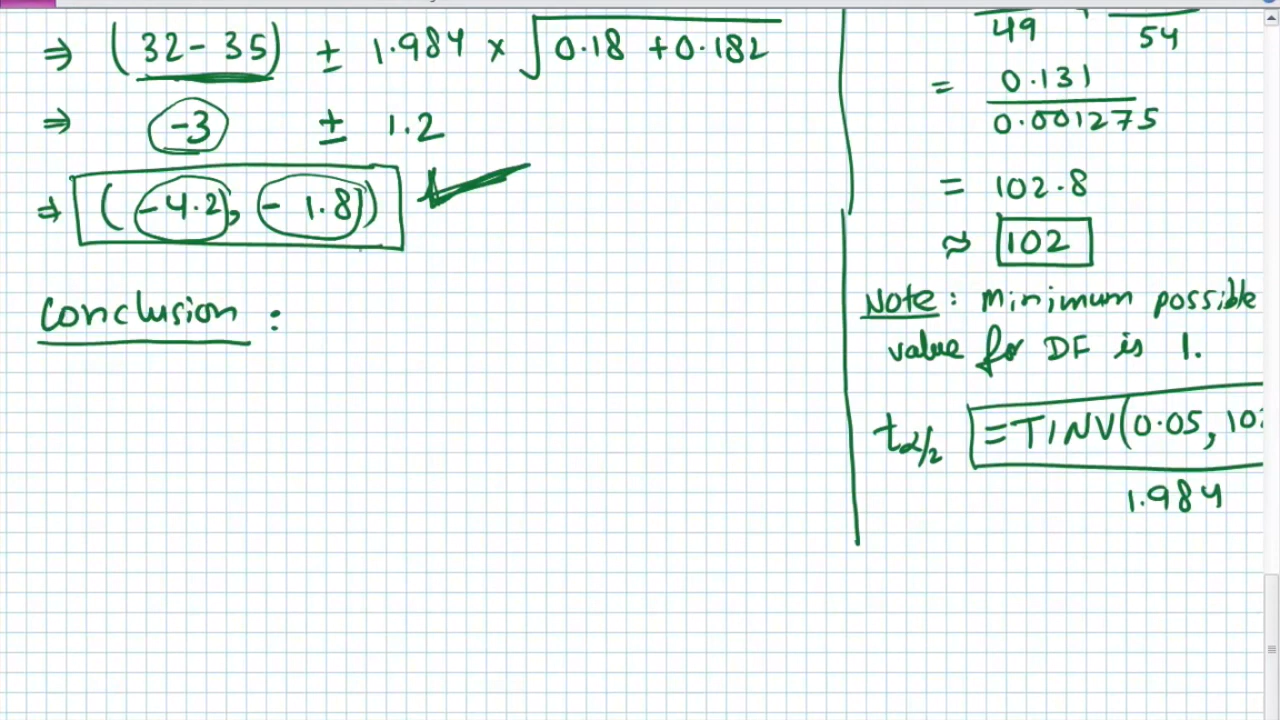 ⇒ (32 - 35) ± 1.984 × √0.18 + 0.182
⇒ -3 ± 1.2
⇒ (-4.2, -1.8)
Conclusion :
49 54
= 0.131
0.001275
= 102.8
≈ 102
Note : Minimum possible
value for DF is 1.
tα/2 =TINV(0.05, 10
1.984